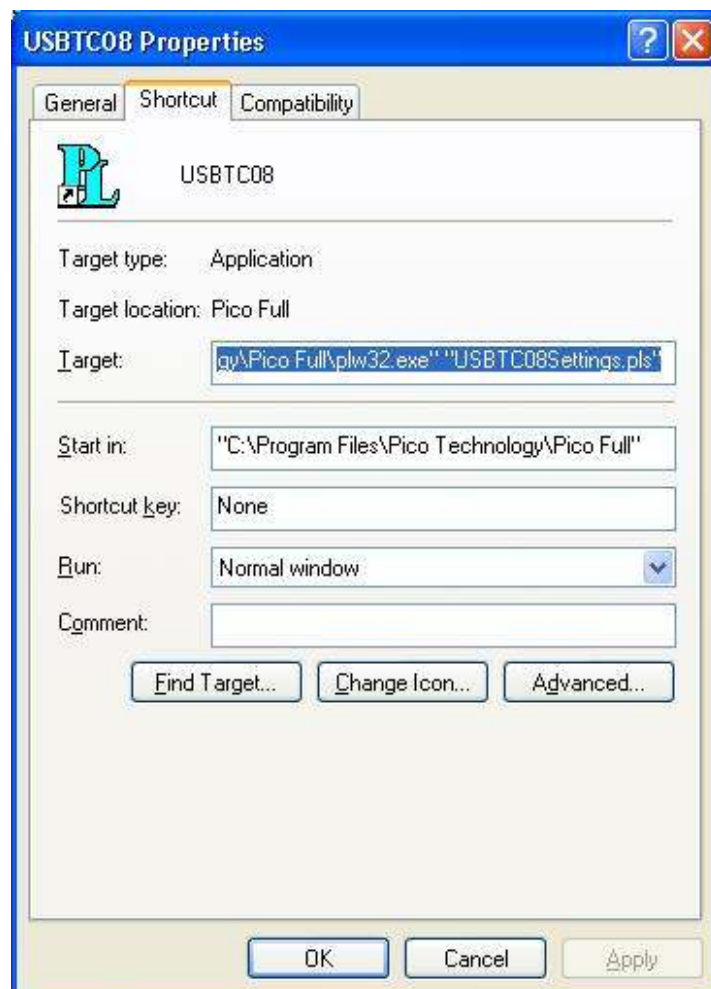 USBTC08 Properties
General Shortcut Compatibility
PL
USBTC08
Target type: Application
Target location: Pico Full
Target: gy\Pico Full\plw32.exe" "USBTC08Settings.pls"
Start in: "C:\Program Files\Pico Technology\Pico Full"
Shortcut key: None
Run: Normal window
Comment:
Find Target... Change Icon... Advanced...
OK Cancel Apply